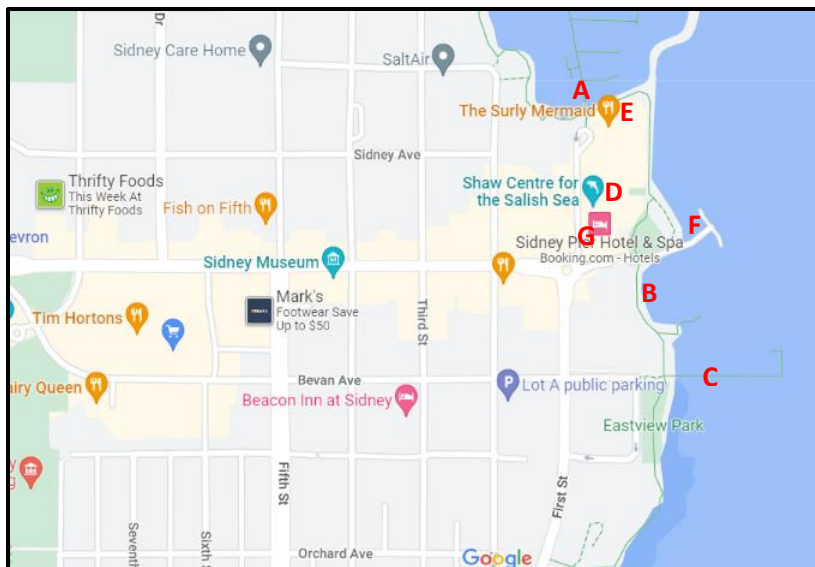 Dr
Sidney Care Home
SaltAir
A
The Surly Mermaid
E
Sidney Ave
Thrifty Foods
This Week At
Thrifty Foods
Shaw Centre for
the Salish Sea
D
Fish on Fifth
F
G
evron
Sidney Pier Hotel & Spa
Booking.com - Hotels
Sidney Museum
B
Mark's
Footwear Save
Up to $50
Tim Hortons
Third St
airy Queen
Bevan Ave
Lot A public parking
P
C
Beacon Inn at Sidney
Eastview Park
Fifth St
First St
Seventh
Sixth S
Orchard Ave
Google